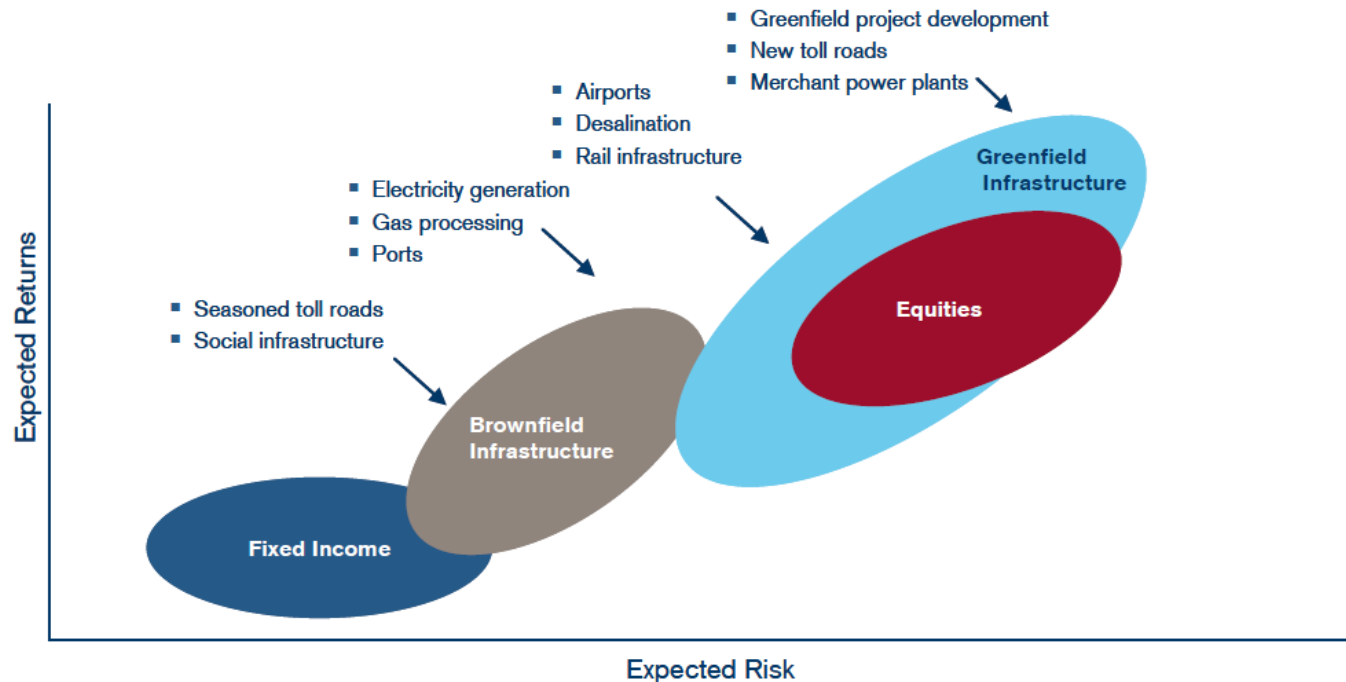 ▪ Greenfield project development
▪ New toll roads
▪ Merchant power plants
▪ Airports
▪ Desalination
▪ Rail infrastructure
▪ Electricity generation
▪ Gas processing
▪ Ports
▪ Seasoned toll roads
▪ Social infrastructure
Greenfield
Infrastructure
Equities
Brownfield
Infrastructure
Fixed Income
Expected Returns
Expected Risk